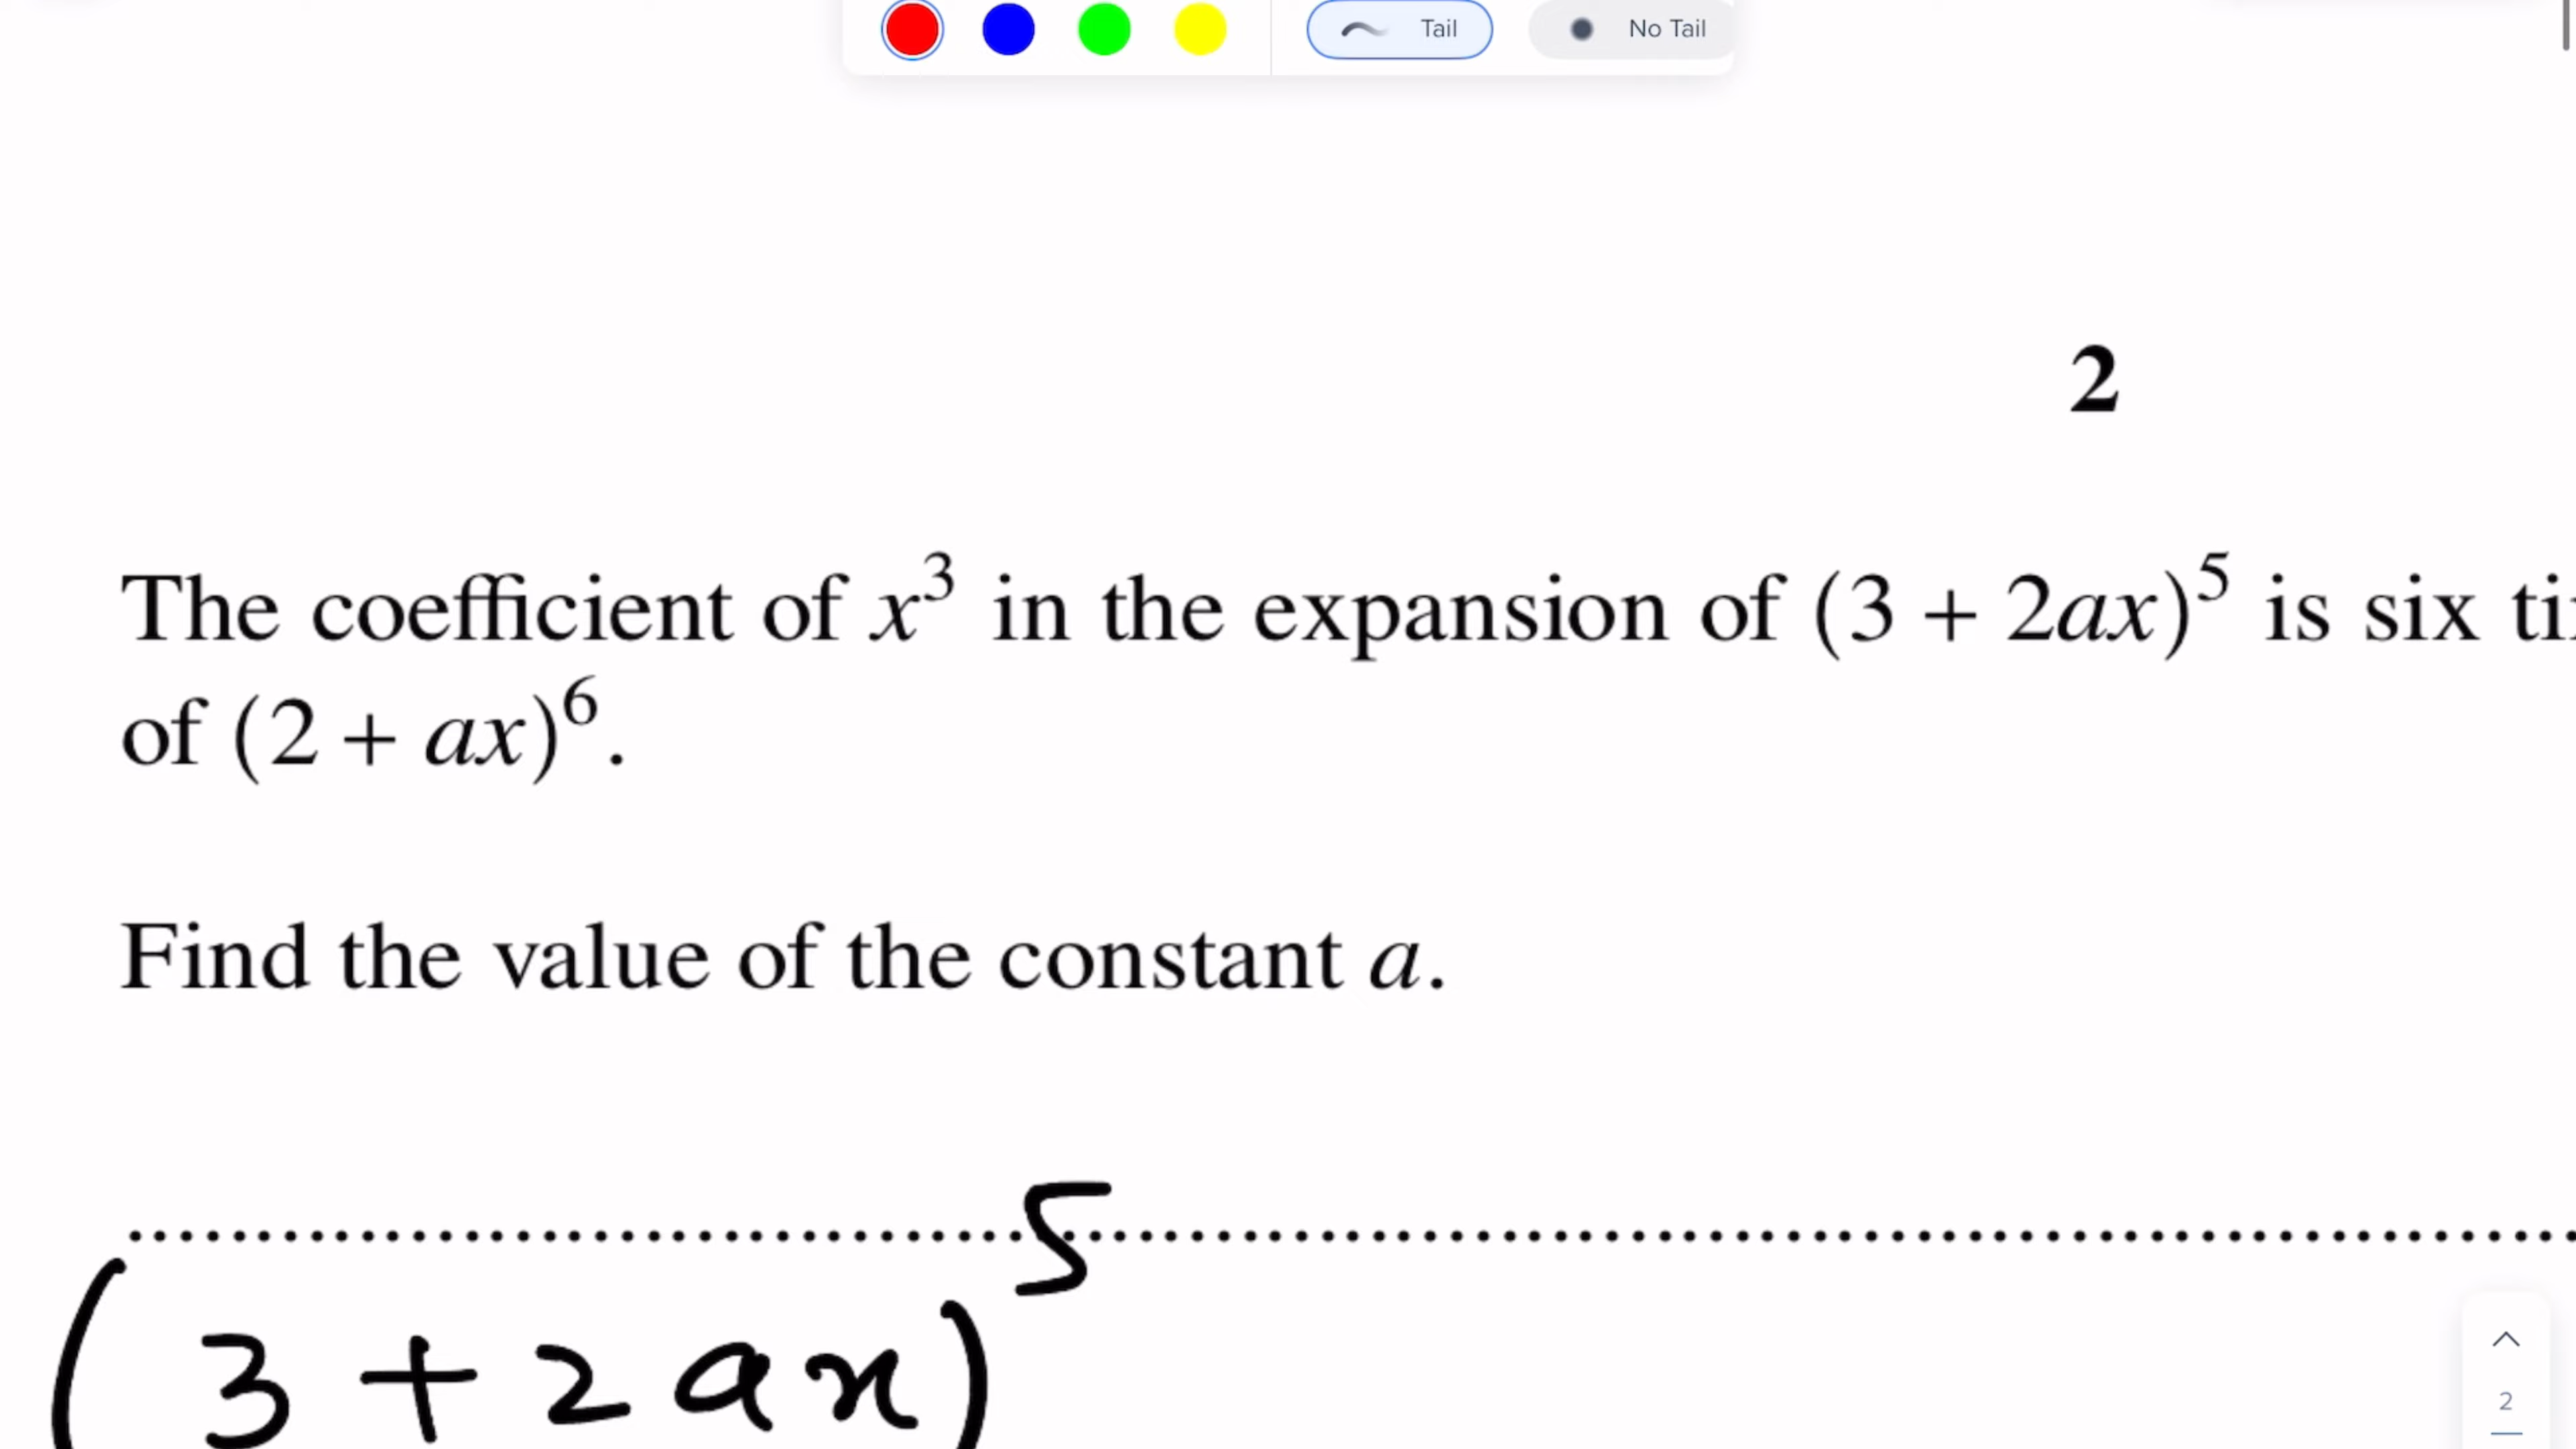 Tail No Tail
2
The coefficient of x³ in the expansion of (3 + 2ax)⁵ is six ti
of (2 + ax)⁶.
Find the value of the constant a.
(3 + 2ax)⁵
2